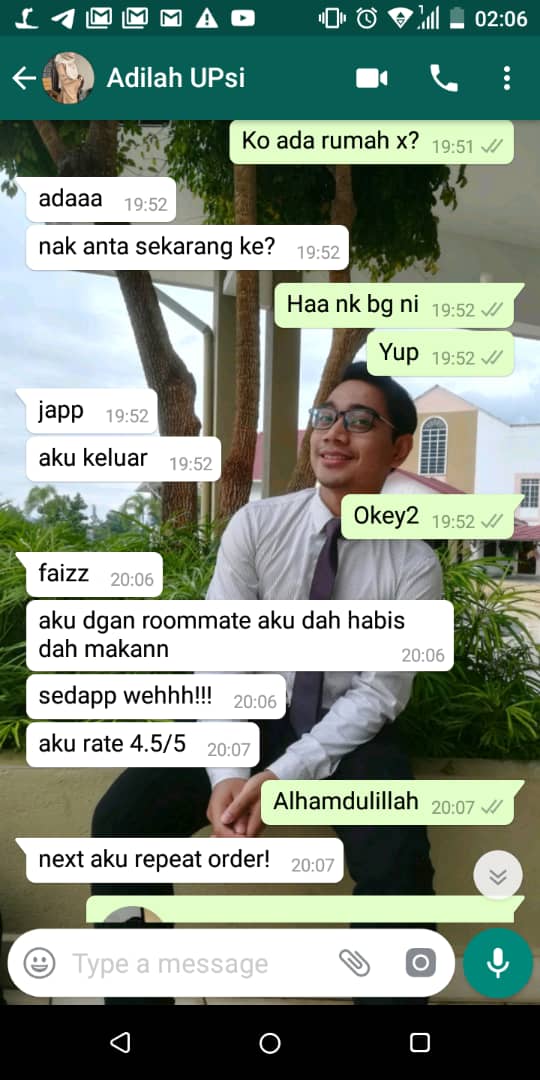 02:06
Adilah UPsi
Ko ada rumah x? 19:51
adaaa 19:52
nak anta sekarang ke? 19:52
Haa nk bg ni 19:52
Yup 19:52
japp 19:52
aku keluar 19:52
Okey2 19:52
faizz 20:06
aku dgan roommate aku dah habis
dah makann 20:06
sedapp wehhh!!! 20:06
aku rate 4.5/5 20:07
Alhamdulillah 20:07
next aku repeat order! 20:07
Type a message